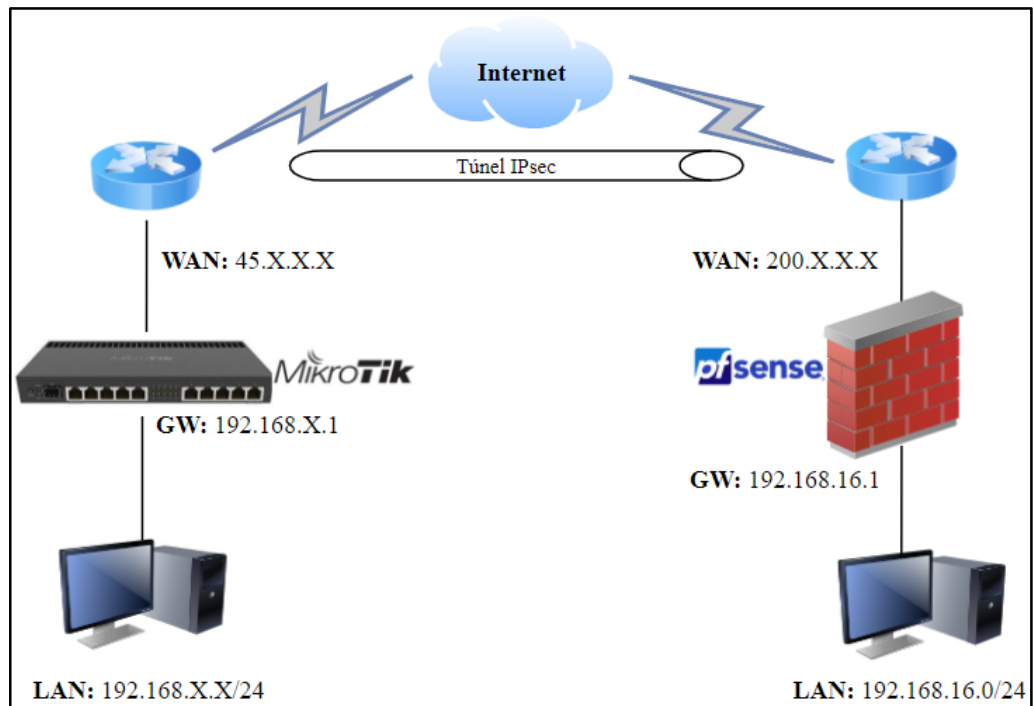 Internet
Túnel IPsec
WAN: 45.X.X.X
WAN: 200.X.X.X
MikroTik
MikroTik
pfsense
GW: 192.168.X.1
GW: 192.168.16.1
LAN: 192.168.X.X/24
LAN: 192.168.16.0/24